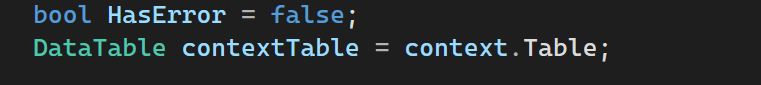 bool HasError = false;
DataTable contextTable = context.Table;